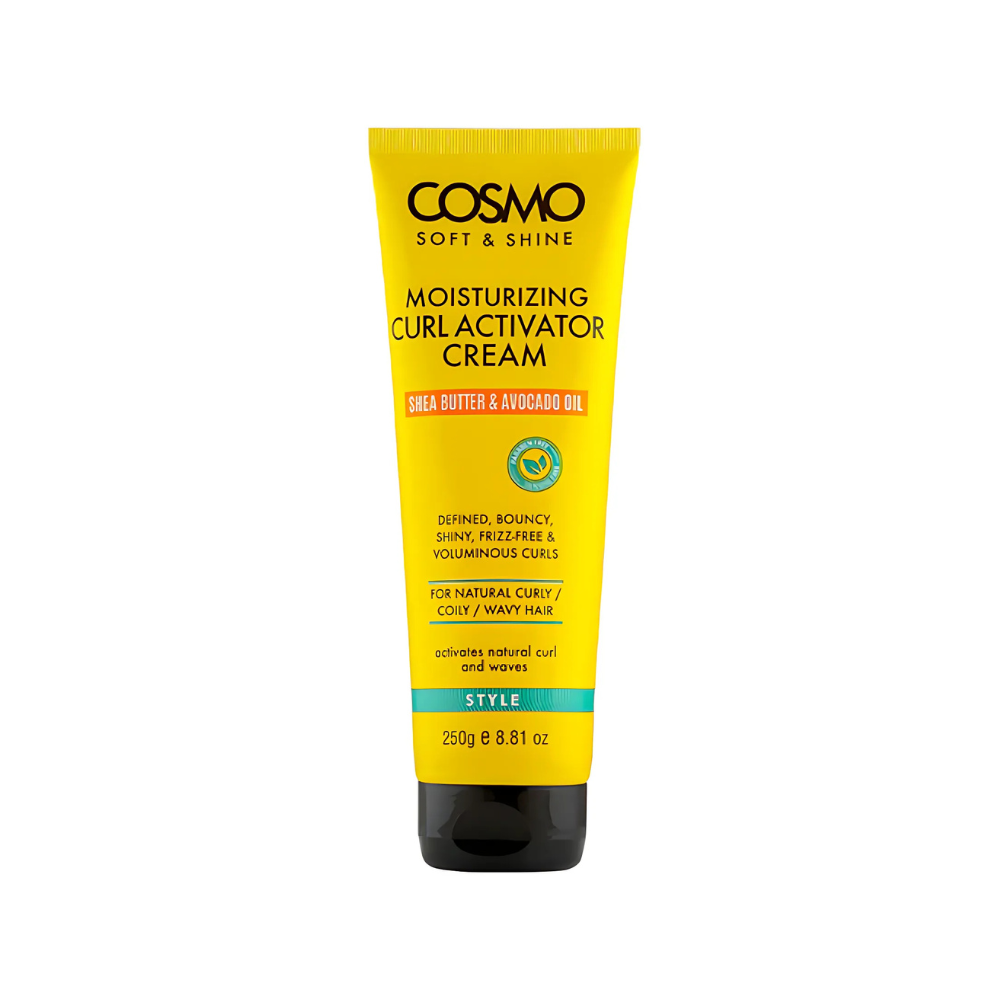 COSMO
SOFT & SHINE
MOISTURIZING
CURL ACTIVATOR
CREAM
SHEA BUTTER & AVOCADO OIL
DEFINED, BOUNCY,
SHINY, FRIZZ-FREE &
VOLUMINOUS CURLS
FOR NATURAL CURLY /
COILY / WAVY HAIR
activates natural curl
and waves
STYLE
250g e 8.81 oz